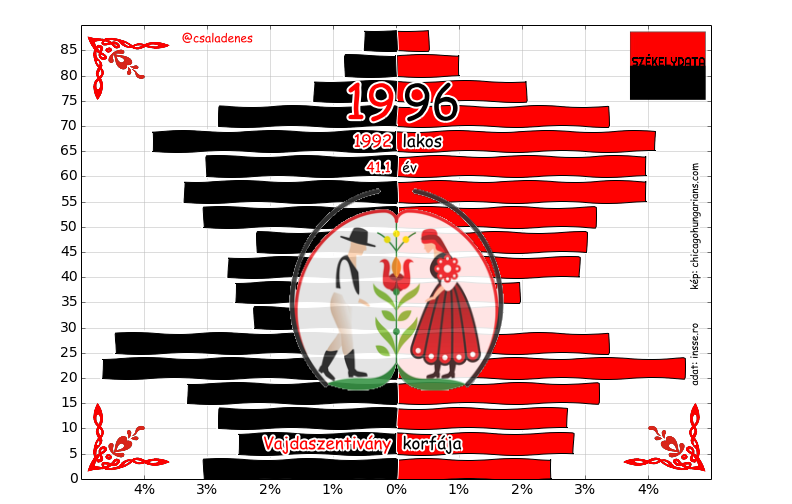 @csaladenes
SZÉKELYDATA
1996
1992 lakos
41,1 év
Vajdaszentivány korfája
kép: chicagohungarians.com
adat: insse.ro
85
80
75
70
65
60
55
50
45
40
35
30
25
20
15
10
5
0
4% 3% 2% 1% 0% 1% 2% 3% 4%